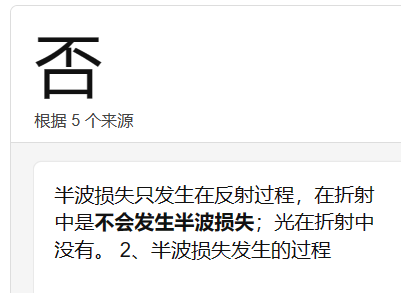 否
根据 5 个来源
半波损失只发生在反射过程，在折射
中是不会发生半波损失；光在折射中
没有。 2、半波损失发生的过程